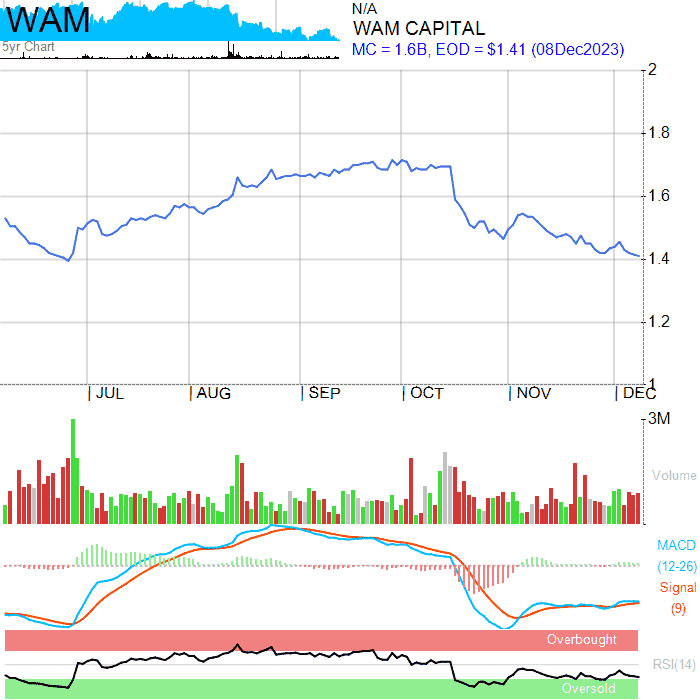 WAM
5yr Chart
N/A
WAM CAPITAL
MC = 1.6B, EOD = $1.41 (08Dec2023)
2
1.8
1.6
1.4
1.2
1
JUL AUG SEP OCT NOV DEC
3M
Volume
MACD
(12-26)
Signal
(9)
Overbought
RSI(14)
Oversold